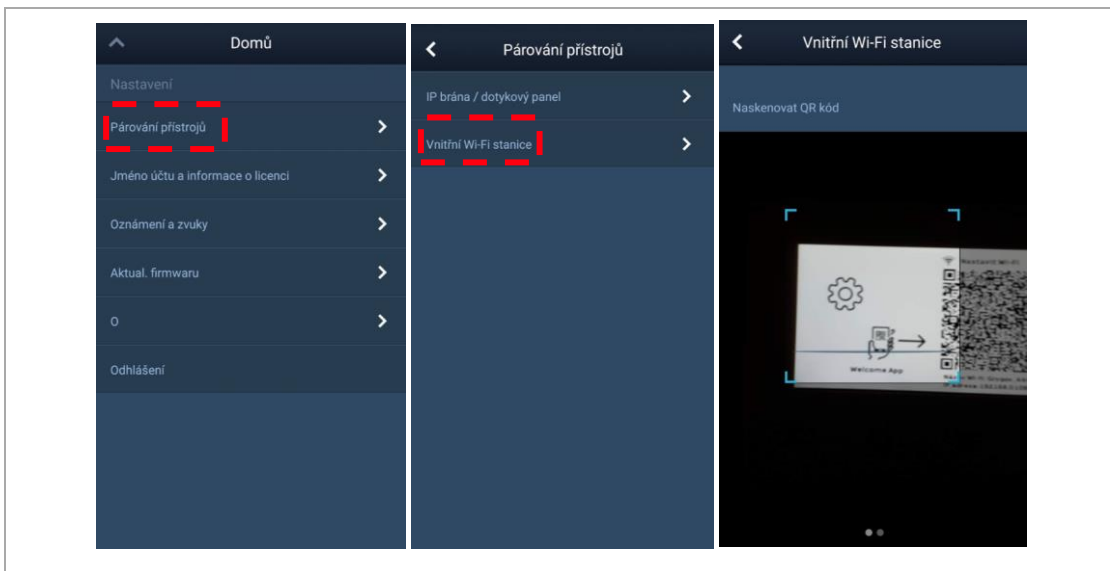 Domů
Nastavení
Párování přístrojů
Jméno účtu a informace o licenci
Oznámení a zvuky
Aktual. firmwaru
O
Odhlášení
Párování přístrojů
IP brána / dotykový panel
Vnitřní Wi-Fi stanice
Vnitřní Wi-Fi stanice
Naskenovat QR kód
Nastavit Wi-Fi
Welcome App